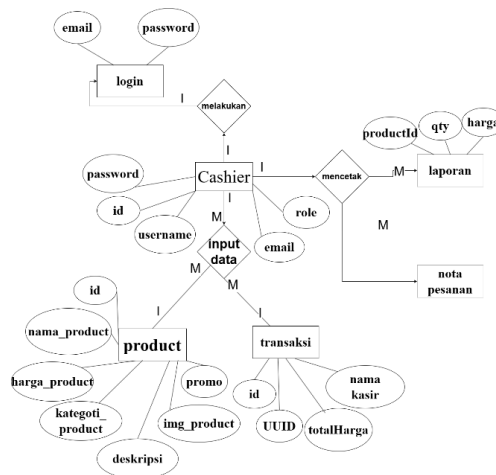 email
password
login
I
melakukan
I
harga
qty
productId
Cashier
I
mencetak
M
laporan
password
I
id
role
M
username
M
input
data
email
M
M
id
nota
pesanan
nama_product
I
I
product
transaksi
harga_product
promo
nama
kasir
kategoti_
product
img_product
id
deskripsi
UUID
totalHarga